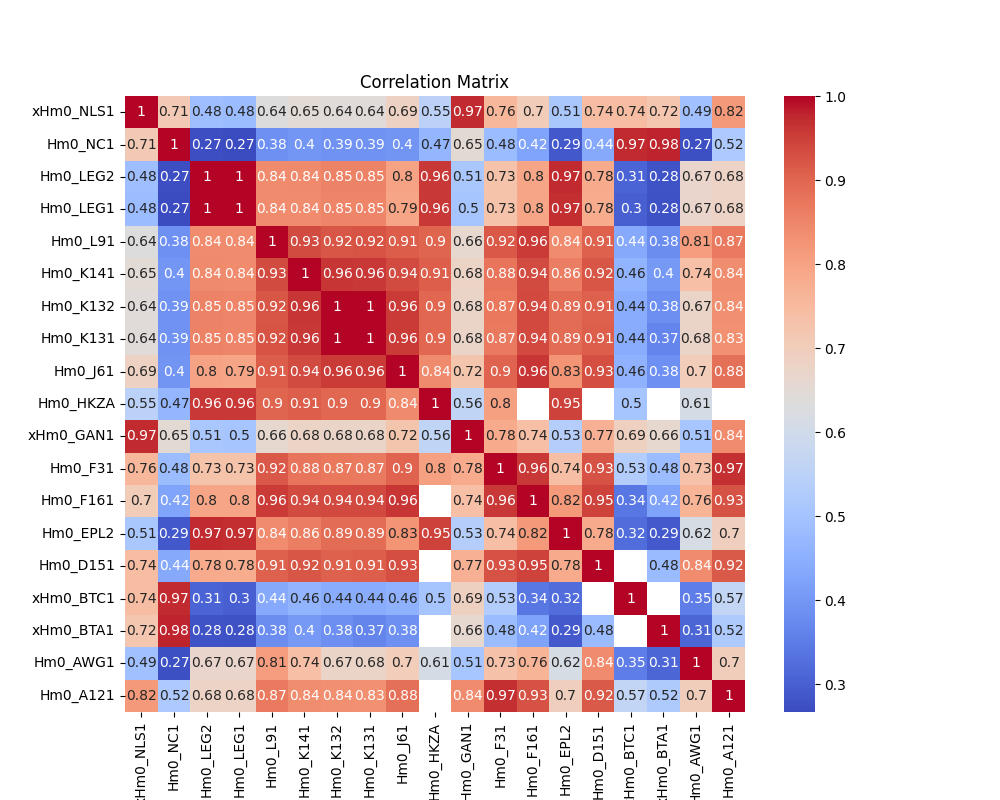 Correlation Matrix
xHm0_NLS1 1 0.71 0.48 0.48 0.64 0.65 0.64 0.64 0.69 0.55 0.97 0.76 0.7 0.51 0.74 0.74 0.72 0.49 0.82
Hm0_NC1 0.71 1 0.27 0.27 0.38 0.4 0.39 0.39 0.4 0.47 0.65 0.48 0.42 0.29 0.44 0.97 0.98 0.27 0.52
Hm0_LEG2 0.48 0.27 1 1 0.84 0.84 0.85 0.85 0.8 0.96 0.51 0.73 0.8 0.97 0.78 0.31 0.28 0.67 0.68
Hm0_LEG1 0.48 0.27 1 1 0.84 0.84 0.85 0.85 0.79 0.96 0.5 0.73 0.8 0.97 0.78 0.3 0.28 0.67 0.68
Hm0_L91 0.64 0.38 0.84 0.84 1 0.93 0.92 0.92 0.91 0.9 0.66 0.92 0.96 0.84 0.91 0.44 0.38 0.81 0.87
Hm0_K141 0.65 0.4 0.84 0.84 0.93 1 0.96 0.96 0.94 0.91 0.68 0.88 0.94 0.86 0.92 0.46 0.4 0.74 0.84
Hm0_K132 0.64 0.39 0.85 0.85 0.92 0.96 1 1 0.96 0.9 0.68 0.87 0.94 0.89 0.91 0.44 0.38 0.67 0.84
Hm0_K131 0.64 0.39 0.85 0.85 0.92 0.96 1 1 0.96 0.9 0.68 0.87 0.94 0.89 0.91 0.44 0.37 0.68 0.83
Hm0_J61 0.69 0.4 0.8 0.79 0.91 0.94 0.96 0.96 1 0.84 0.72 0.9 0.96 0.83 0.93 0.46 0.38 0.7 0.88
Hm0_HKZA 0.55 0.47 0.96 0.96 0.9 0.91 0.9 0.9 0.84 1 0.56 0.8 0.95 0.5 0.61
xHm0_GAN1 0.97 0.65 0.51 0.5 0.66 0.68 0.68 0.68 0.72 0.56 1 0.78 0.74 0.53 0.77 0.69 0.66 0.51 0.84
Hm0_F31 0.76 0.48 0.73 0.73 0.92 0.88 0.87 0.87 0.9 0.8 0.78 1 0.96 0.74 0.93 0.53 0.48 0.73 0.97
Hm0_F161 0.7 0.42 0.8 0.8 0.96 0.94 0.94 0.94 0.96 0.74 0.96 1 0.82 0.95 0.34 0.42 0.76 0.93
Hm0_EPL2 0.51 0.29 0.97 0.97 0.84 0.86 0.89 0.89 0.83 0.95 0.53 0.74 0.82 1 0.78 0.32 0.29 0.62 0.7
Hm0_D151 0.74 0.44 0.78 0.78 0.91 0.92 0.91 0.91 0.93 0.77 0.93 0.95 0.78 1 0.48 0.84 0.92
xHm0_BTC1 0.74 0.97 0.31 0.3 0.44 0.46 0.44 0.44 0.46 0.5 0.69 0.53 0.34 0.32 1 0.35 0.57
xHm0_BTA1 0.72 0.98 0.28 0.28 0.38 0.4 0.38 0.37 0.38 0.66 0.48 0.42 0.29 0.48 1 0.31 0.52
Hm0_AWG1 0.49 0.27 0.67 0.67 0.81 0.74 0.67 0.68 0.7 0.61 0.51 0.73 0.76 0.62 0.84 0.35 0.31 1 0.7
Hm0_A121 0.82 0.52 0.68 0.68 0.87 0.84 0.84 0.83 0.88 0.84 0.97 0.93 0.7 0.92 0.57 0.52 0.7 1
Hm0_NLS1 Hm0_NC1 Hm0_LEG2 Hm0_LEG1 Hm0_L91 Hm0_K141 Hm0_K132 Hm0_K131 Hm0_J61 Hm0_HKZA Hm0_GAN1 Hm0_F31 Hm0_F161 Hm0_EPL2 Hm0_D151 Hm0_BTC1 Hm0_BTA1 Hm0_AWG1 Hm0_A121
1.0
0.9
0.8
0.7
0.6
0.5
0.4
0.3